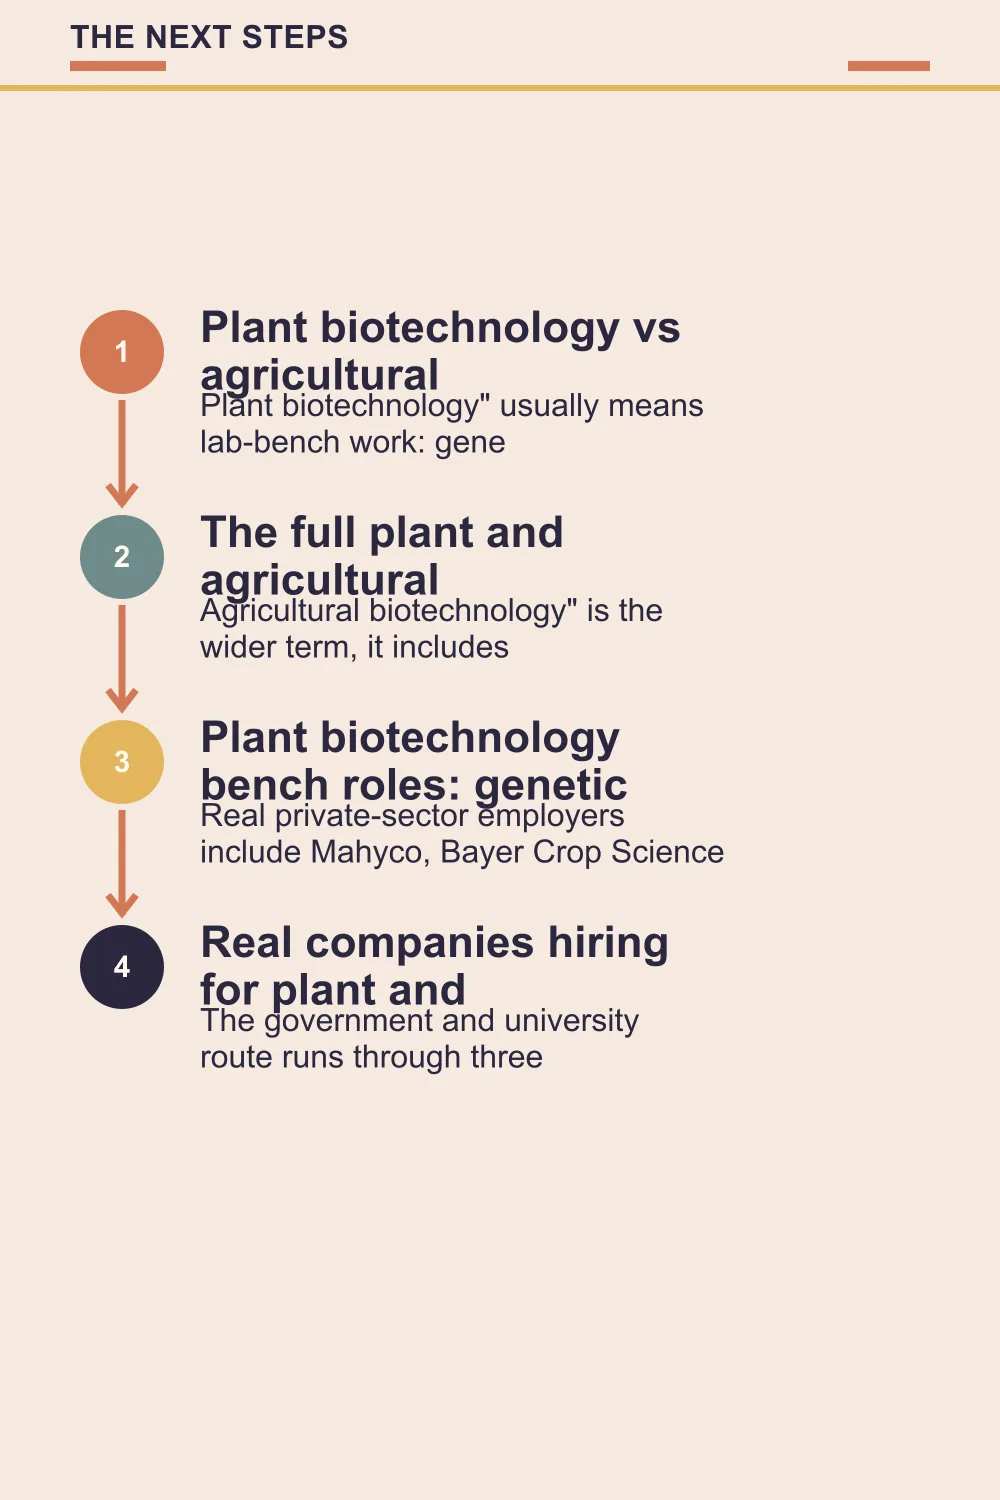 THE NEXT STEPS
1
Plant biotechnology vs
agricultural
Plant biotechnology" usually means
lab-bench work: gene
2
The full plant and
agricultural
Agricultural biotechnology" is the
wider term, it includes
3
Plant biotechnology
bench roles: genetic
Real private-sector employers
include Mahyco, Bayer Crop Science
4
Real companies hiring
for plant and
The government and university
route runs through three